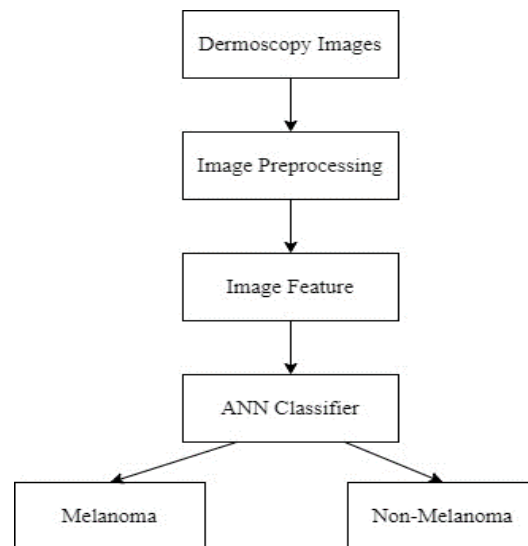 Dermoscopy Images
Image Preprocessing
Image Feature
ANN Classifier
Melanoma
Non-Melanoma